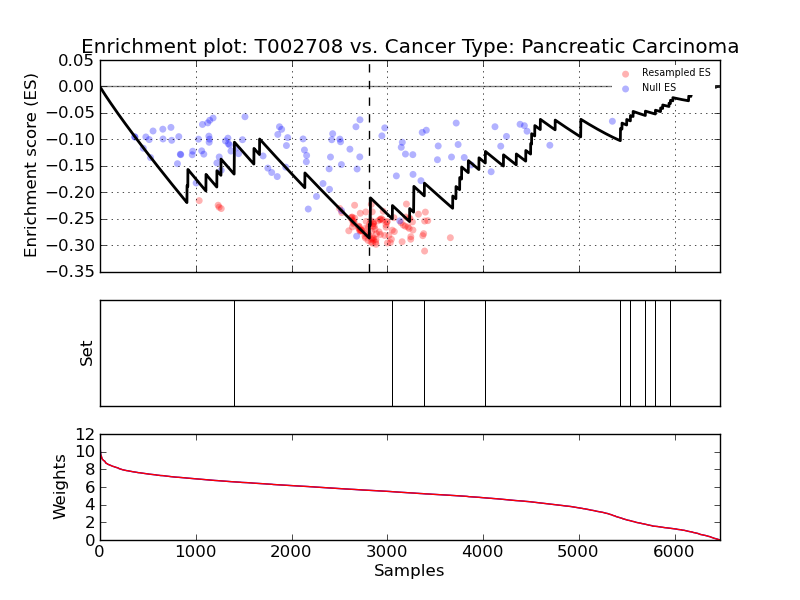 Enrichment plot: T002708 vs. Cancer Type: Pancreatic Carcinoma
Enrichment score (ES)
0.05
0.00
−0.05
−0.10
−0.15
−0.20
−0.25
−0.30
−0.35
Resampled ES
Null ES
Set
Weights
12
10
8
6
4
2
0
0 1000 2000 3000 4000 5000 6000
Samples